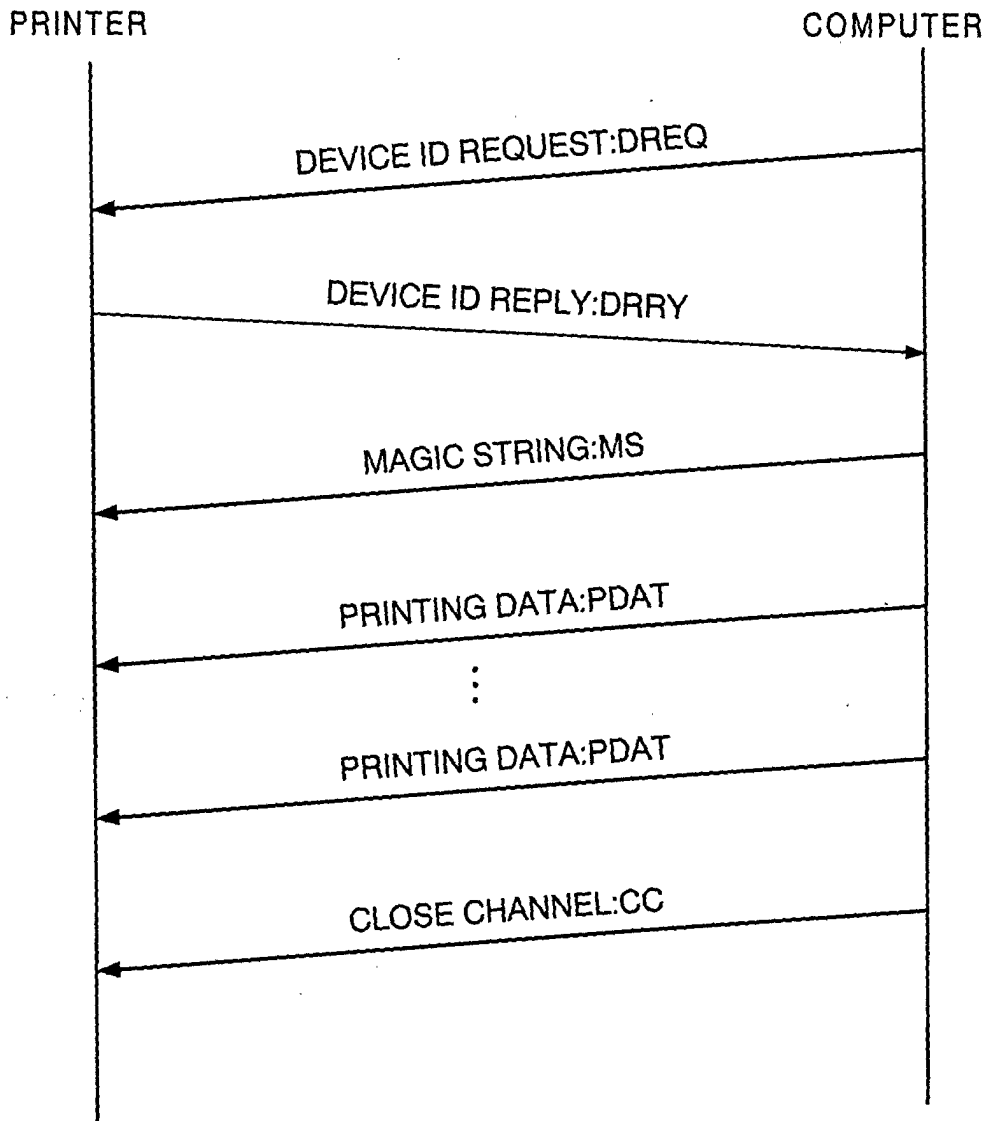 PRINTER
COMPUTER
DEVICE ID REQUEST:DREQ
DEVICE ID REPLY:DRRY
MAGIC STRING:MS
PRINTING DATA:PDAT
PRINTING DATA:PDAT
CLOSE CHANNEL:CC